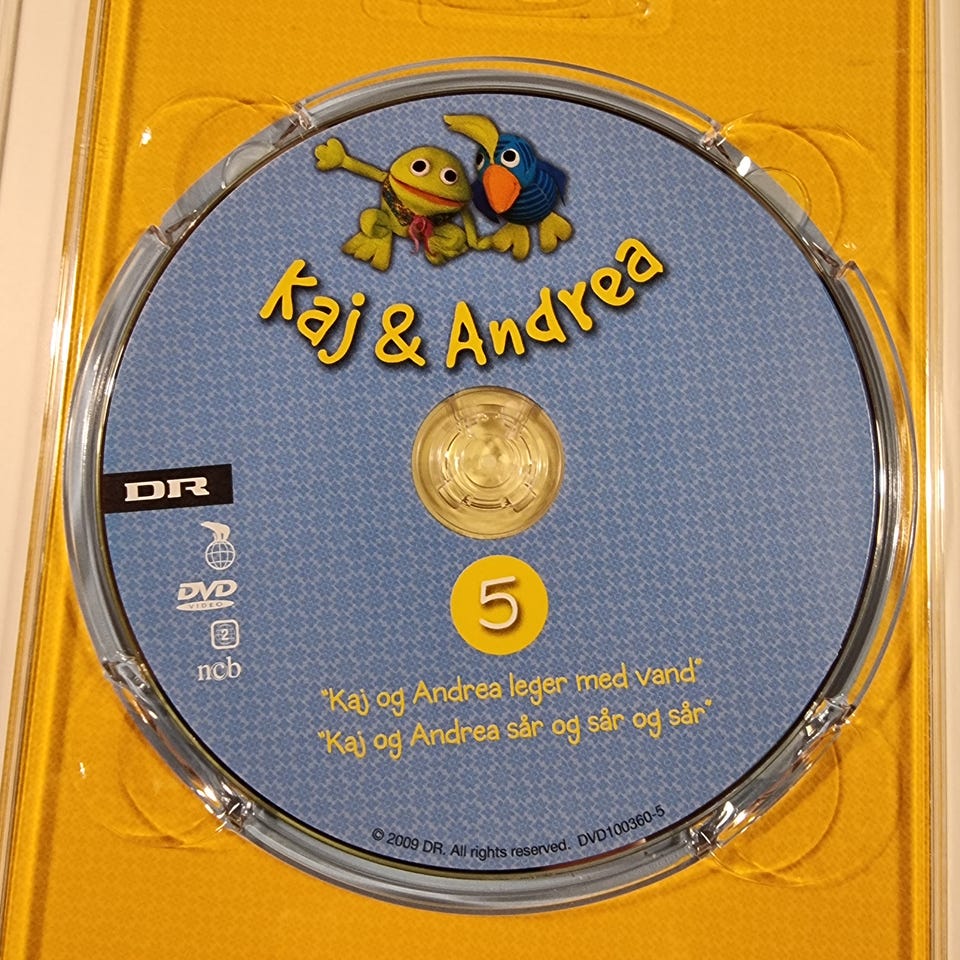 Kaj & Andrea
DR
DVD
VIDEO
2
ncb
5
"Kaj og Andrea leger med vand"
"Kaj og Andrea sår og sår og sår"
© 2009 DR. All rights reserved. DVD100360-5